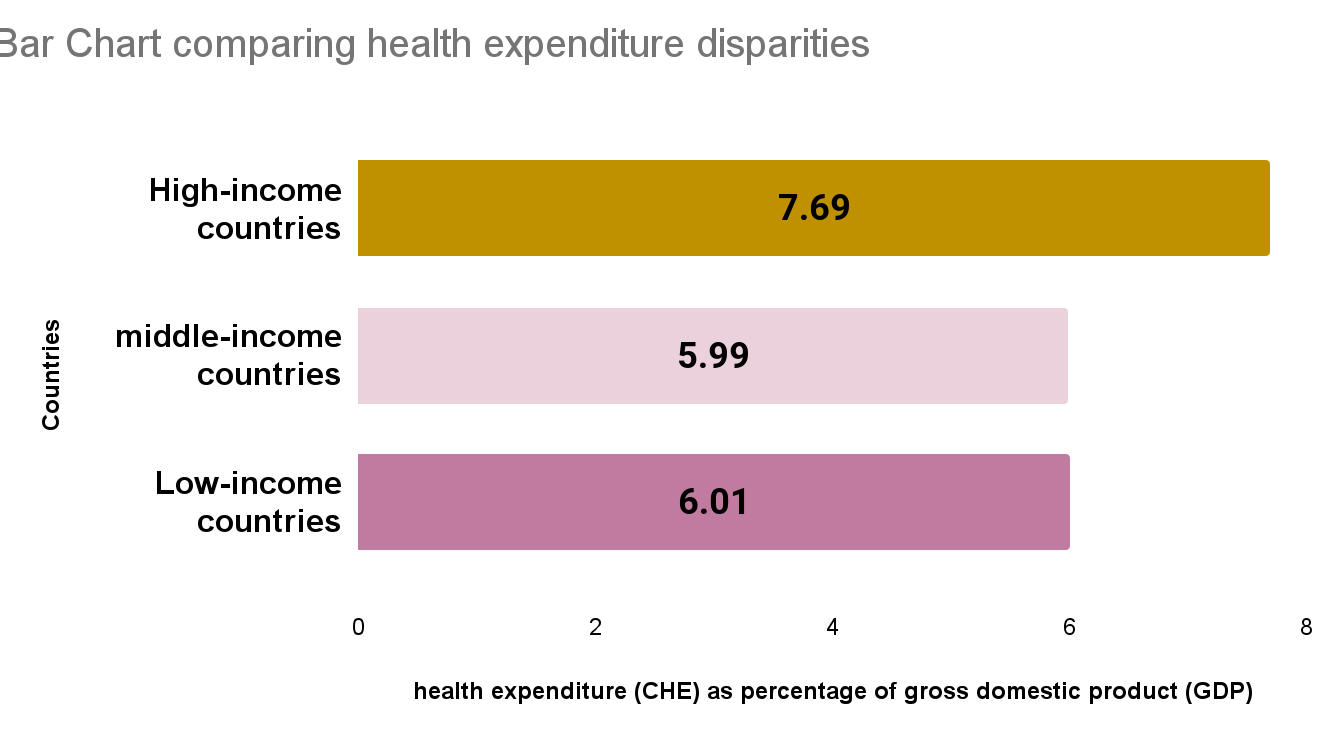 Bar Chart comparing health expenditure disparities
High-income
countries
7.69
middle-income
countries
5.99
Countries
Low-income
countries
6.01
0 2 4 6 8
health expenditure (CHE) as percentage of gross domestic product (GDP)